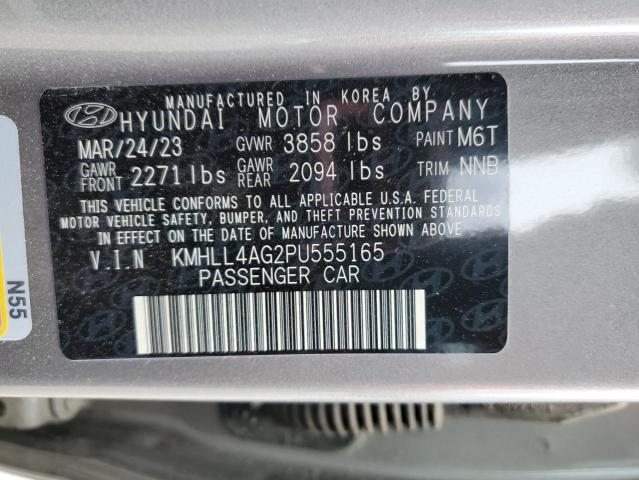 MANUFACTURED IN KOREA BY
HYUNDAI MOTOR COMPANY
MAR/24/23 GVWR 3858 lbs PAINT M6T
GAWR FRONT 2271 lbs GAWR REAR 2094 lbs TRIM NNB
THIS VEHICLE CONFORMS TO ALL APPLICABLE U.S.A. FEDERAL
MOTOR VEHICLE SAFETY, BUMPER, AND THEFT PREVENTION STANDARDS
IN EFFECT ON THE DATE OF MANUFACTURE SHOWN ABOVE.
V.I.N KMHLL4AG2PU555165
PASSENGER CAR
N55